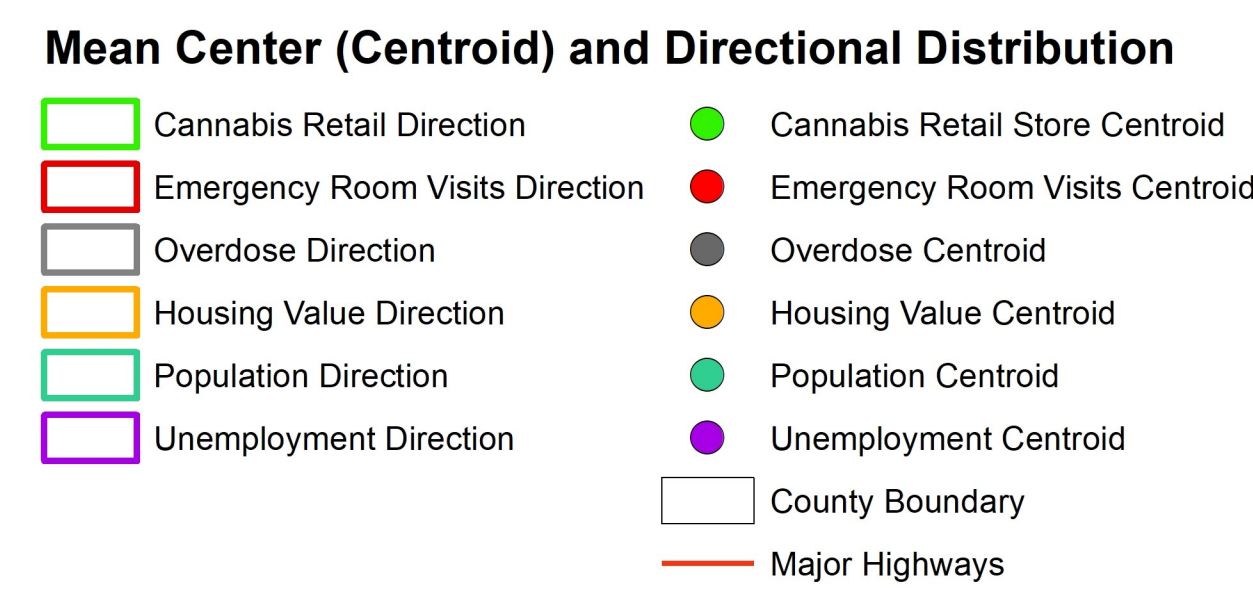 Mean Center (Centroid) and Directional Distribution
Cannabis Retail Direction
Emergency Room Visits Direction
Overdose Direction
Housing Value Direction
Population Direction
Unemployment Direction
Cannabis Retail Store Centroid
Emergency Room Visits Centroid
Overdose Centroid
Housing Value Centroid
Population Centroid
Unemployment Centroid
County Boundary
Major Highways